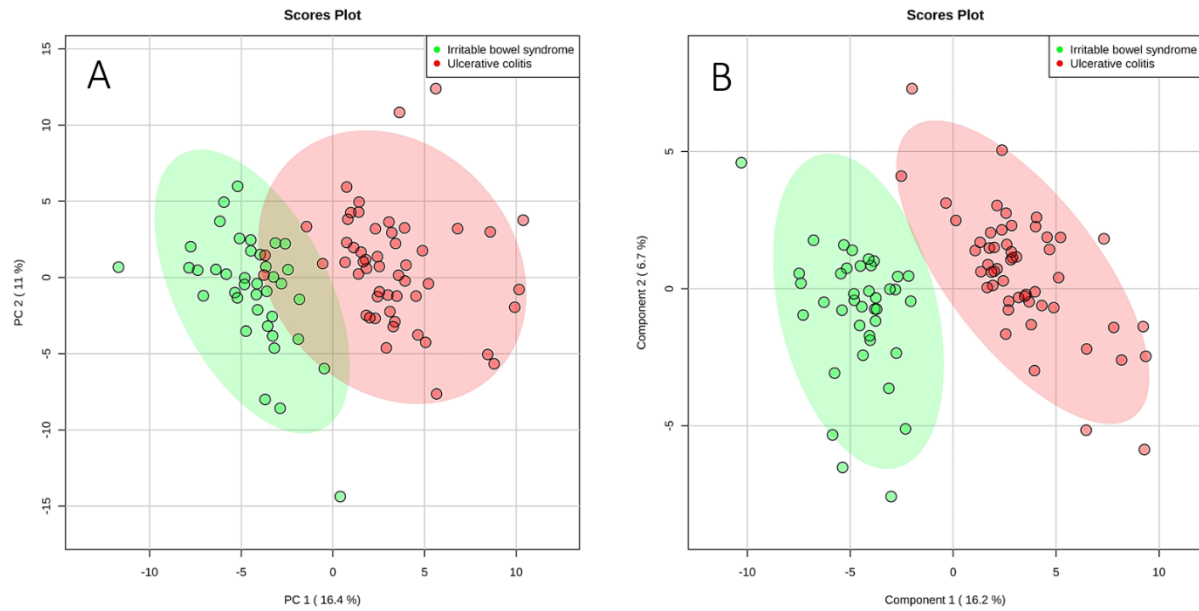 Scores Plot
A
Irritable bowel syndrome
Ulcerative colitis
15
10
5
0
-5
-10
-15
PC 2 ( 11 %)
-10
-5
0
5
10
PC 1 ( 16.4 %)
Scores Plot
B
Irritable bowel syndrome
Ulcerative colitis
5
0
-5
Component 2 ( 6.7 %)
-10
-5
0
5
10
Component 1 ( 16.2 %)